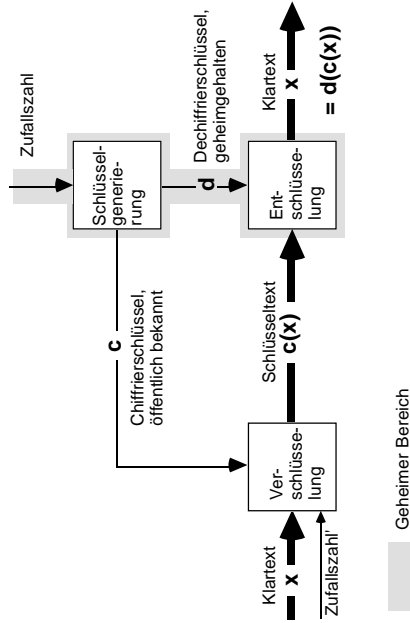 Zufallszahl
Schlüssel-
generie-
rung
c
Chiffrierschlüssel,
öffentlich bekannt
d
Dechiffrierschlüssel,
geheimgehalten
Klartext
x
Zufallszahl'
Ver-
schlüsse-
lung
Schlüsseltext
c(x)
Ent-
schlüsse-
lung
Klartext
x
= d(c(x))
Geheimer Bereich